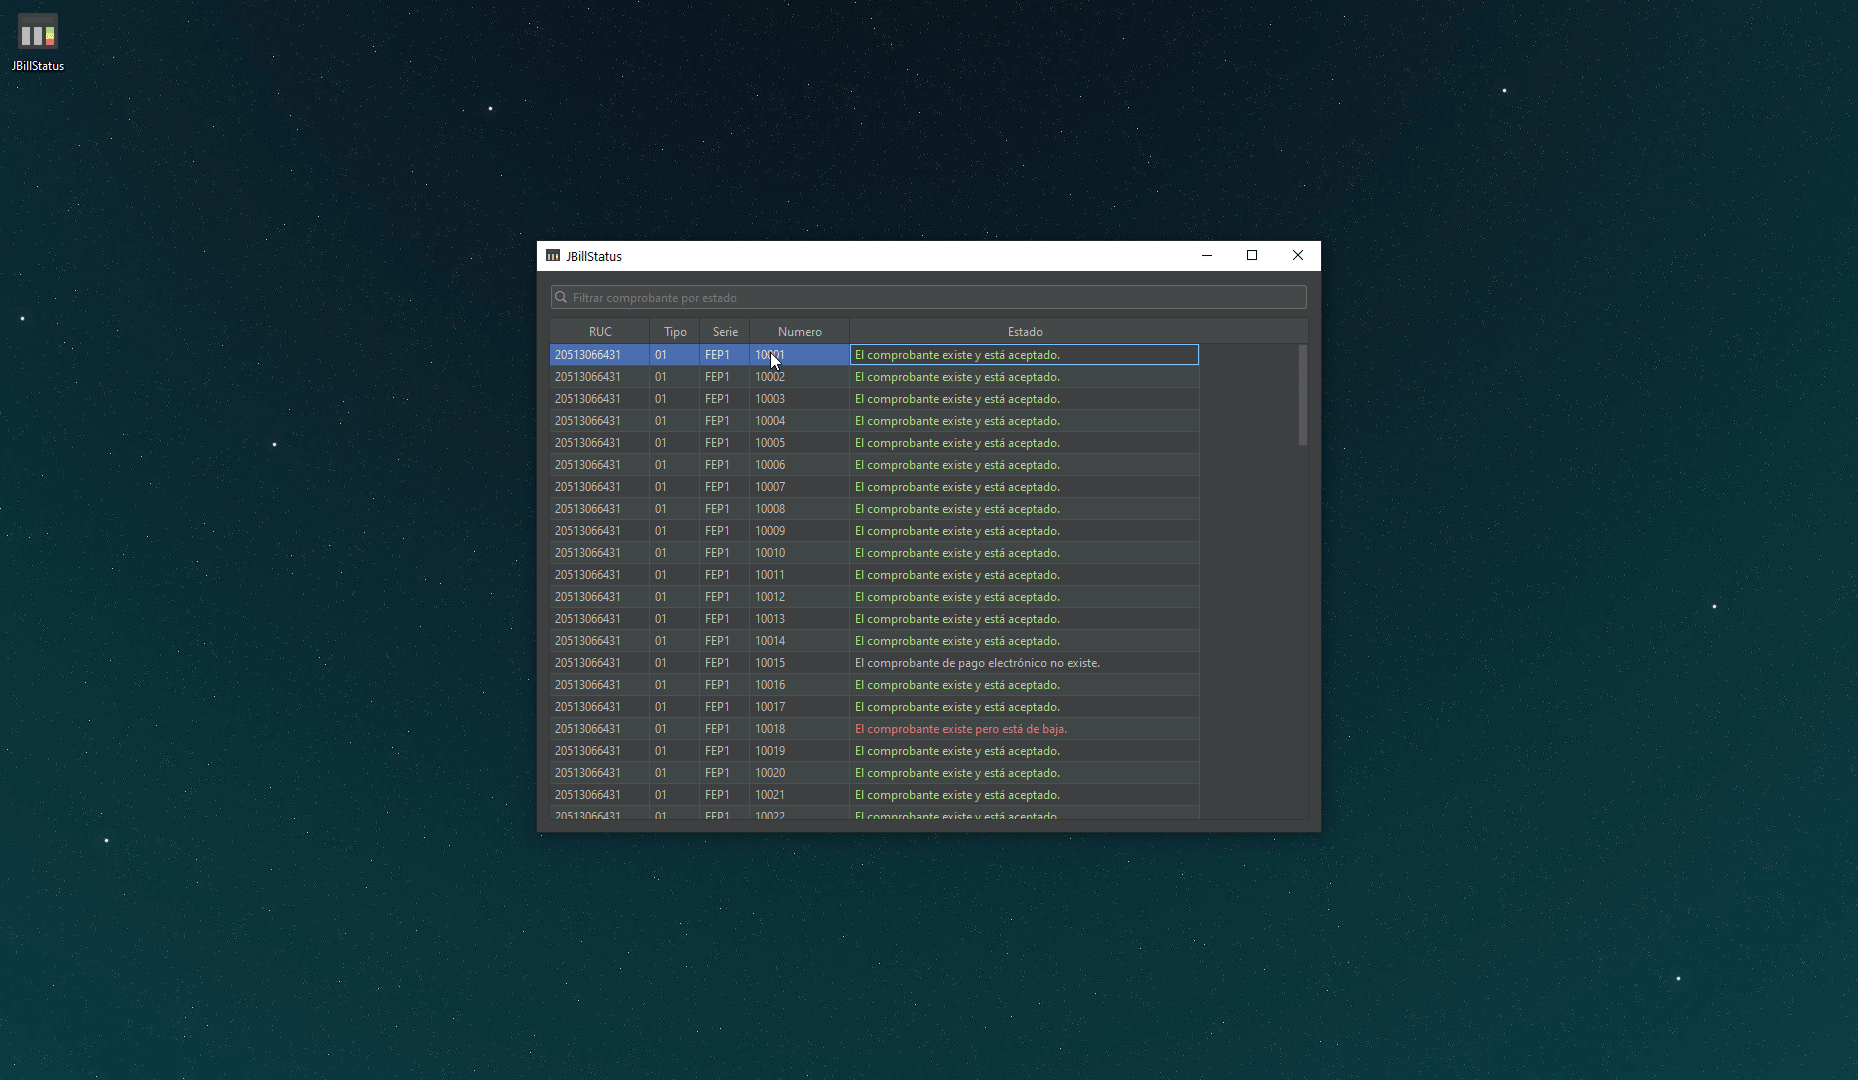 JBillStatus
JBillStatus
Filtrar comprobante por estado
RUC Tipo Serie Numero Estado
20513066431 01 FEP1 10001 El comprobante existe y está aceptado.
20513066431 01 FEP1 10002 El comprobante existe y está aceptado.
20513066431 01 FEP1 10003 El comprobante existe y está aceptado.
20513066431 01 FEP1 10004 El comprobante existe y está aceptado.
20513066431 01 FEP1 10005 El comprobante existe y está aceptado.
20513066431 01 FEP1 10006 El comprobante existe y está aceptado.
20513066431 01 FEP1 10007 El comprobante existe y está aceptado.
20513066431 01 FEP1 10008 El comprobante existe y está aceptado.
20513066431 01 FEP1 10009 El comprobante existe y está aceptado.
20513066431 01 FEP1 10010 El comprobante existe y está aceptado.
20513066431 01 FEP1 10011 El comprobante existe y está aceptado.
20513066431 01 FEP1 10012 El comprobante existe y está aceptado.
20513066431 01 FEP1 10013 El comprobante existe y está aceptado.
20513066431 01 FEP1 10014 El comprobante existe y está aceptado.
20513066431 01 FEP1 10015 El comprobante de pago electrónico no existe.
20513066431 01 FEP1 10016 El comprobante existe y está aceptado.
20513066431 01 FEP1 10017 El comprobante existe y está aceptado.
20513066431 01 FEP1 10018 El comprobante existe pero está de baja.
20513066431 01 FEP1 10019 El comprobante existe y está aceptado.
20513066431 01 FEP1 10020 El comprobante existe y está aceptado.
20513066431 01 FEP1 10021 El comprobante existe y está aceptado.
20513066431 01 FEP1 10022 El comprobante existe y está aceptado.